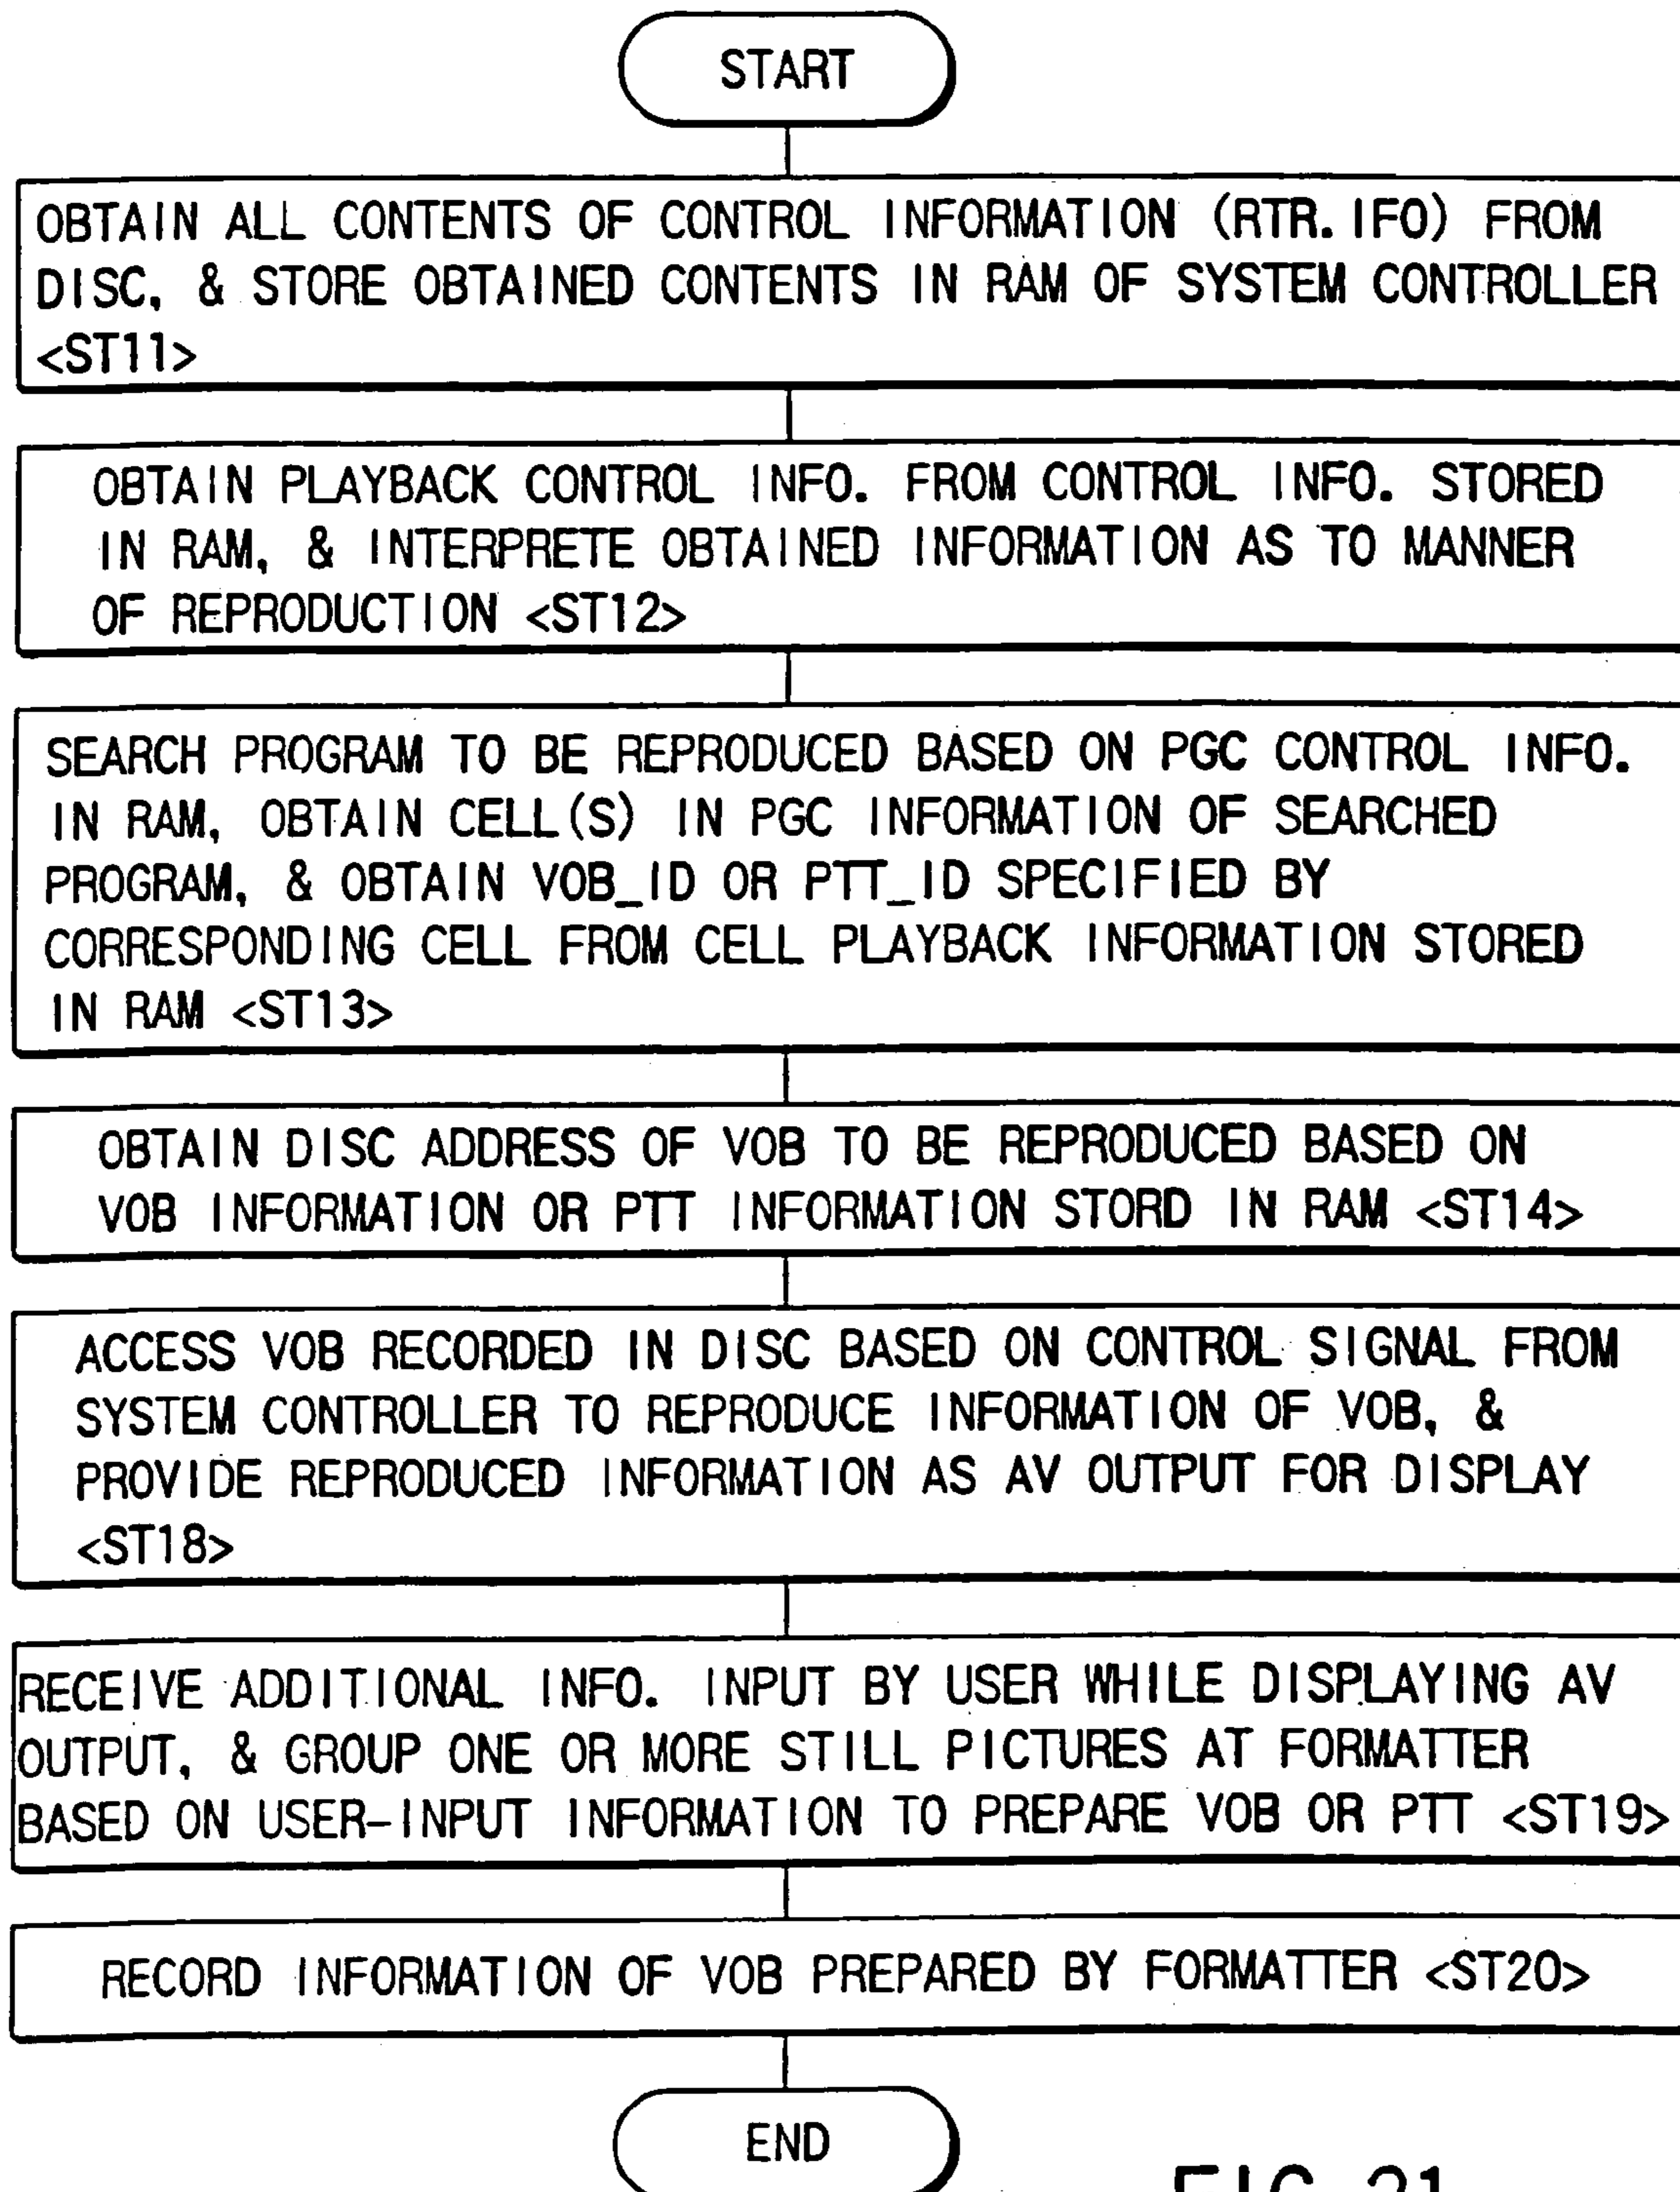 START
OBTAIN ALL CONTENTS OF CONTROL INFORMATION (RTR.IFO) FROM
DISC, & STORE OBTAINED CONTENTS IN RAM OF SYSTEM CONTROLLER
<ST11>
OBTAIN PLAYBACK CONTROL INFO. FROM CONTROL INFO. STORED
IN RAM, & INTERPRETE OBTAINED INFORMATION AS TO MANNER
OF REPRODUCTION <ST12>
SEARCH PROGRAM TO BE REPRODUCED BASED ON PGC CONTROL INFO.
IN RAM, OBTAIN CELL(S) IN PGC INFORMATION OF SEARCHED
PROGRAM, & OBTAIN VOB_ID OR PTT_ID SPECIFIED BY
CORRESPONDING CELL FROM CELL PLAYBACK INFORMATION STORED
IN RAM <ST13>
OBTAIN DISC ADDRESS OF VOB TO BE REPRODUCED BASED ON
VOB INFORMATION OR PTT INFORMATION STORD IN RAM <ST14>
ACCESS VOB RECORDED IN DISC BASED ON CONTROL SIGNAL FROM
SYSTEM CONTROLLER TO REPRODUCE INFORMATION OF VOB, &
PROVIDE REPRODUCED INFORMATION AS AV OUTPUT FOR DISPLAY
<ST18>
RECEIVE ADDITIONAL INFO. INPUT BY USER WHILE DISPLAYING AV
OUTPUT, & GROUP ONE OR MORE STILL PICTURES AT FORMATTER
BASED ON USER-INPUT INFORMATION TO PREPARE VOB OR PTT <ST19>
RECORD INFORMATION OF VOB PREPARED BY FORMATTER <ST20>
END
FIG. 21